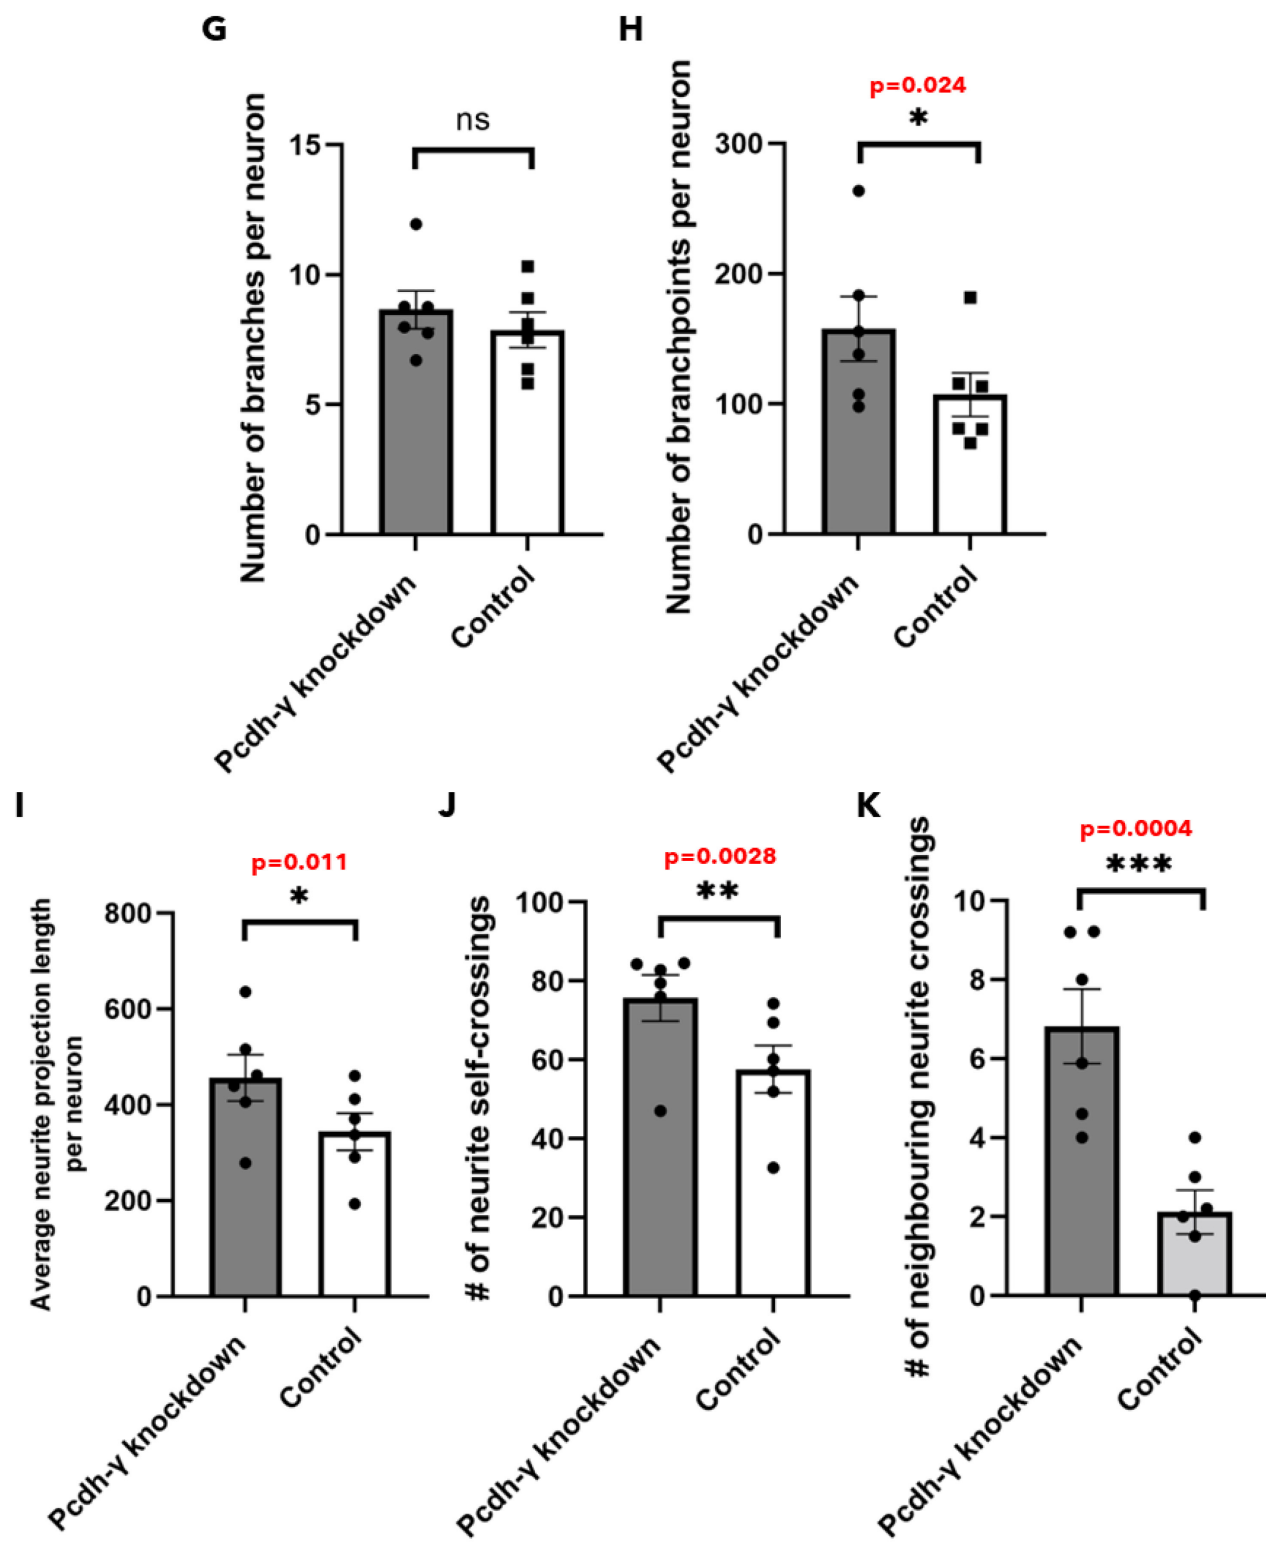 G
Number of branches per neuron
ns
15
10
5
0
Pcdh-γ knockdown
Control
H
Number of branchpoints per neuron
p=0.024
*
300
200
100
0
Pcdh-γ knockdown
Control
I
Average neurite projection length
per neuron
p=0.011
*
800
600
400
200
0
Pcdh-γ knockdown
Control
J
# of neurite self-crossings
p=0.0028
**
100
80
60
40
20
0
Pcdh-γ knockdown
Control
K
# of neighbouring neurite crossings
p=0.0004
***
10
8
6
4
2
0
Pcdh-γ knockdown
Control